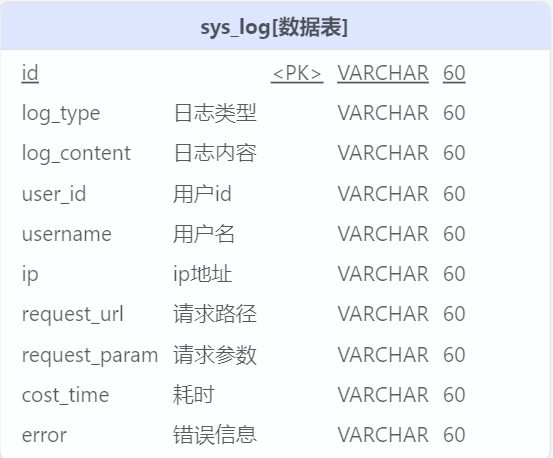 sys_log[数据表]
id <PK> VARCHAR 60
log_type 日志类型 VARCHAR 60
log_content 日志内容 VARCHAR 60
user_id 用户id VARCHAR 60
username 用户名 VARCHAR 60
ip ip地址 VARCHAR 60
request_url 请求路径 VARCHAR 60
request_param 请求参数 VARCHAR 60
cost_time 耗时 VARCHAR 60
error 错误信息 VARCHAR 60